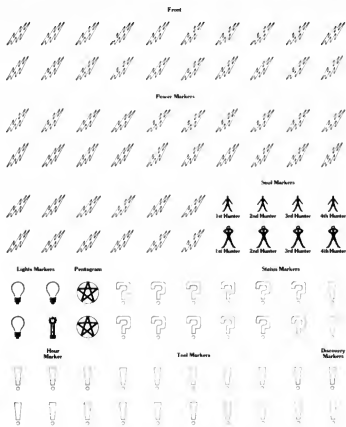 Front
Power Markers
Soul Markers
1st Hunter 2nd Hunter 3rd Hunter 4th Hunter
1st Hunter 2nd Hunter 3rd Hunter 4th Hunter
Lights Markers Pentagram Status Markers
? ? ? ? ? ? ?
? ? ? ? ? ? ?
Hour Marker Tool Markers Discovery Markers
! ! ! ! ! ! ! ! ! !
! ! ! ! ! ! ! ! ! !